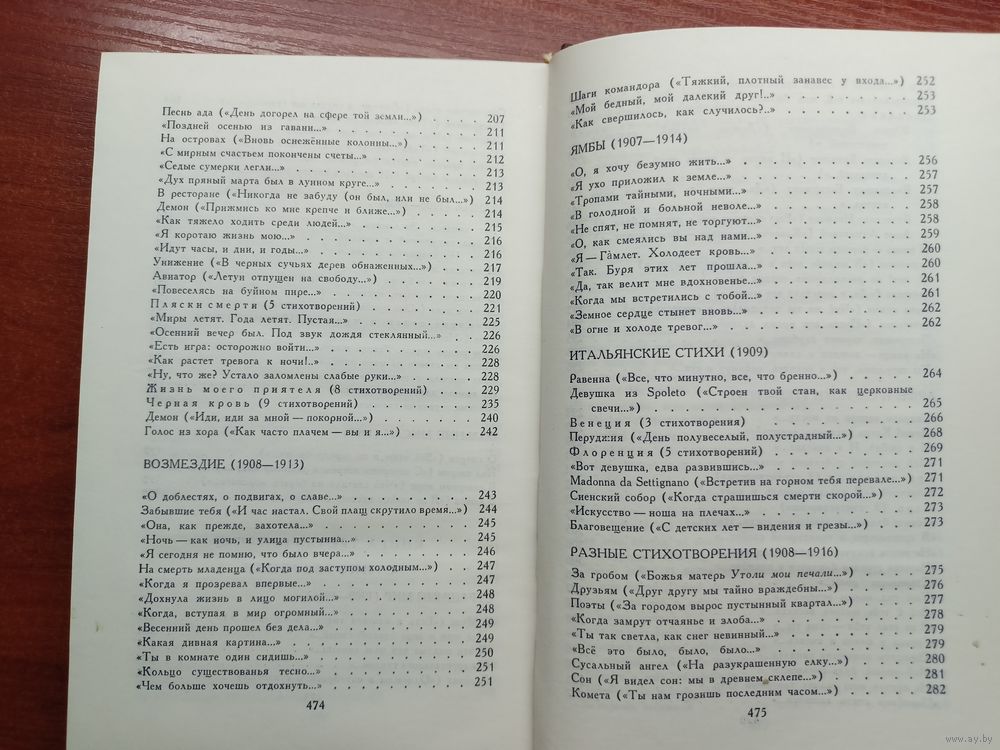 Песнь ада («День догорел на сфере той земли...») . . . . 207
«Поздней осенью из гавани...» . . . . . . . . . . 211
На островах («Вновь оснежённые колонны...») . . . . . 211
«С мирным счастьем покончены счеты...» . . . . . . . 212
«Седые сумерки легли...» . . . . . . . . . . . . 213
«Дух пряный марта был в лунном круге...» . . . . . . 213
В ресторане («Никогда не забуду (он был, или не был...») 214
Демон («Прижмись ко мне крепче и ближе...») . . . . . 214
«Как тяжело ходить среди людей...» . . . . . . . . 215
«Я коротаю жизнь мою...» . . . . . . . . . . . . 216
«Идут часы, и дни, и годы...» . . . . . . . . . . 216
Унижение («В черных сучьях дерев обнаженных...») . . . 217
Авиатор («Летун отпущен на свободу...») . . . . . . 219
«Повеселясь на буйном пире...» . . . . . . . . . . 220
Пляски смерти (5 стихотворений) . . . . . . . 221
«Миры летят. Года летят. Пустая...» . . . . . . . . 225
«Осенний вечер был. Под звук дождя стеклянный...» . . . 226
«Есть игра: осторожно войти...» . . . . . . . . . 226
«Как растет тревога к ночи!..» . . . . . . . . . . 228
«Ну, что же? Устало заломлены слабые руки...» . . . . 228
Жизнь моего приятеля (8 стихотворений) . . . . 229
Черная кровь (9 стихотворений) . . . . . . . 235
Демон («Иди, иди за мной — покорной...») . . . . . . 240
Голос из хора («Как часто плачем — вы и я...») . . . . 242
ВОЗМЕЗДИЕ (1908—1913)
«О доблестях, о подвигах, о славе...» . . . . . . . . 243
Забывшие тебя («И час настал. Свой плащ скрутило время...») 244
«Она, как прежде, захотела...» . . . . . . . . . . 245
«Ночь — как ночь, и улица пустынна...» . . . . . . . 245
«Я сегодня не помню, что было вчера...» . . . . . . . 246
На смерть младенца («Когда под заступом холодным...») . . 247
«Когда я прозревал впервые...» . . . . . . . . . . 247
«Дохнула жизнь в лицо могилой...» . . . . . . . . 248
«Когда, вступая в мир огромный...» . . . . . . . . 248
«Весенний день прошел без дела...» . . . . . . . . 249
«Какая дивная картина...» . . . . . . . . . . . 249
«Ты в комнате один сидишь...» . . . . . . . . . . 250
«Кольцо существованья тесно...» . . . . . . . . . 251
«Чем больше хочешь отдохнуть...» . . . . . . . . . 251
474
Шаги командора («Тяжкий, плотный занавес у входа...») 252
«Мой бедный, мой далекий друг!..» . . . . . . . . 253
«Как свершилось, как случилось?..» . . . . . . . . 253
ЯМБЫ (1907—1914)
«О, я хочу безумно жить...» . . . . . . . . . . . 256
«Я ухо приложил к земле...» . . . . . . . . . . . 257
«Тропами тайными, ночными...» . . . . . . . . . . 257
«В голодной и больной неволе...» . . . . . . . . . 258
«Не спят, не помнят, не торгуют...» . . . . . . . . 258
«О, как смеялись вы над нами...» . . . . . . . . . 259
«Я — Га́млет. Холодеет кровь...» . . . . . . . . . 260
«Так. Буря этих лет прошла...» . . . . . . . . . . 260
«Да, так велит мне вдохновенье...» . . . . . . . . 261
«Когда мы встретились с тобой...» . . . . . . . . . 261
«Земное сердце стынет вновь...» . . . . . . . . . 262
«В огне и холоде тревог...» . . . . . . . . . . . 262
ИТАЛЬЯНСКИЕ СТИХИ (1909)
Равенна («Все, что минутно, все, что бренно...») . . . . 264
Девушка из Spoleto («Строен твой стан, как церковные
свечи...») . . . . . . . . . . . . . . . . 265
Венеция (3 стихотворения) . . . . . . . . . . 266
Перуджия («День полувеселый, полустрадный...») . . . . 268
Флоренция (5 стихотворений) . . . . . . . . . 269
«Вот девушка, едва развившись...» . . . . . . . . . 271
Madonna da Settignano («Встретив на горном тебя перевале...») 271
Сиенский собор («Когда страшишься смерти скорой...») . . 272
«Искусство — ноша на плечах...» . . . . . . . . . 273
Благовещение («С детских лет — видения и грезы...») . . . 273
РАЗНЫЕ СТИХОТВОРЕНИЯ (1908—1916)
За гробом («Божья матерь Утоли мои печали...») . . . . 275
Друзьям («Друг другу мы тайно враждебны...») . . . . 276
Поэты («За городом вырос пустынный квартал...») . . . 277
«Когда замрут отчаянье и злоба...» . . . . . . . . 278
«Ты так светла, как снег невинный...» . . . . . . . 279
«Всё это было, было, было...» . . . . . . . . . . 279
Сусальный ангел («На разукрашенную елку...») . . . . 280
Сон («Я видел сон: мы в древнем склепе...») . . . . . 281
Комета («Ты нам грозишь последним часом...») . . . . 282
475
www.ay.by